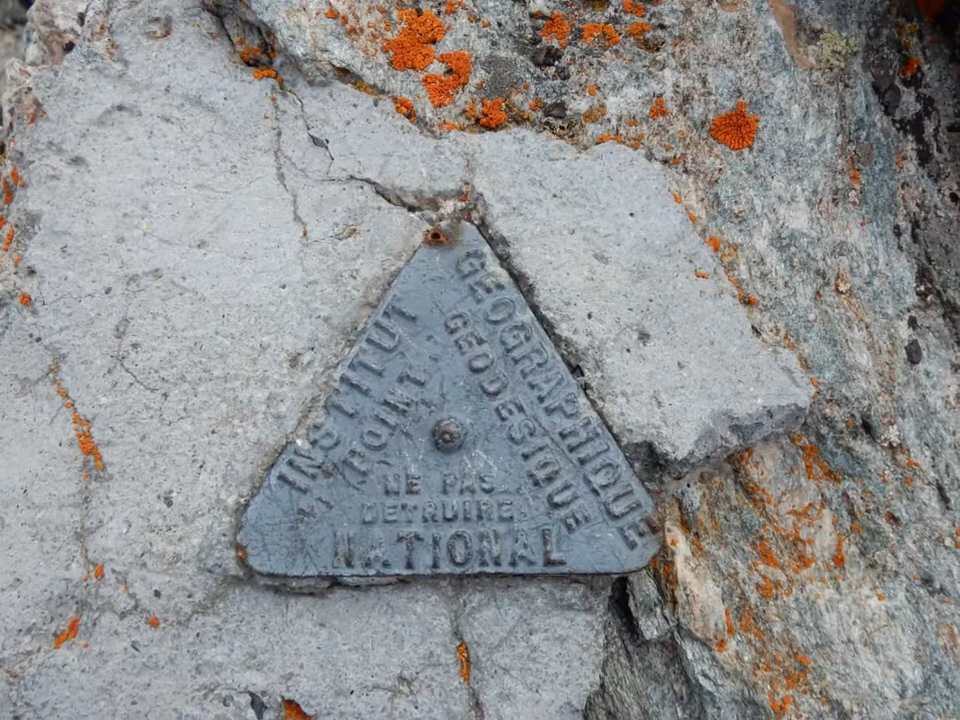 INSTITUT
GEOGRAPHIQUE
NATIONAL
POINT
GEODESIQUE
NE PAS
DETRUIRE